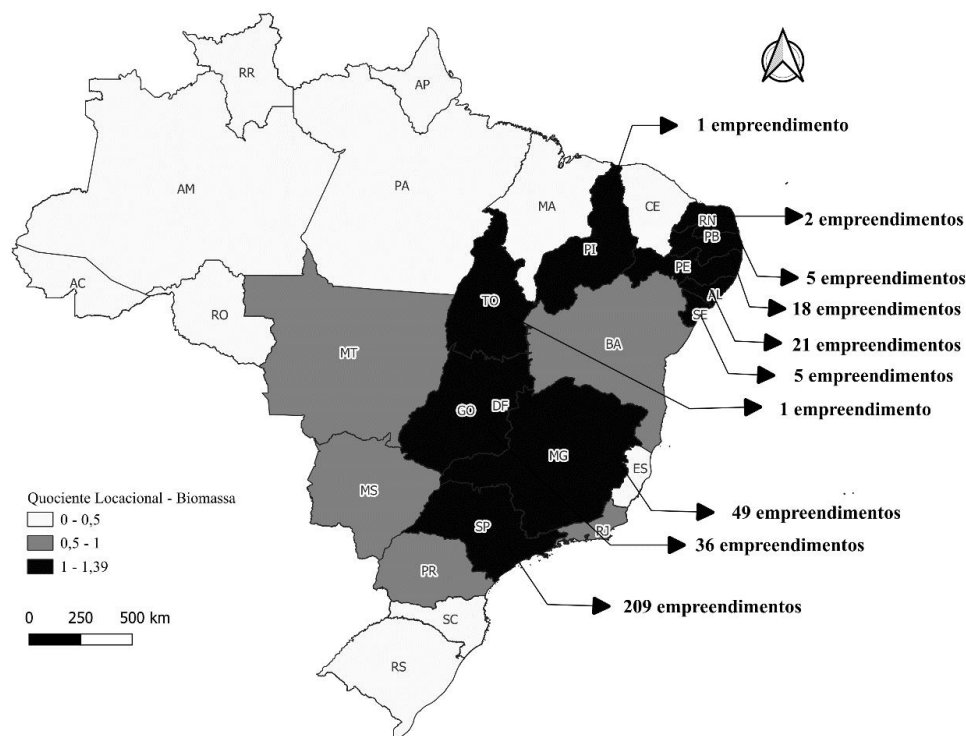 RR
AP
1 empreendimento
AM
PA
MA
CE
RN
2 empreendimentos
PB
PI
PE
5 empreendimentos
AC
AL
18 empreendimentos
TO
SE
RO
21 empreendimentos
BA
MT
5 empreendimentos
GO
DF
1 empreendimento
MG
ES
MS
Quociente Locacional - Biomassa
0 - 0,5
49 empreendimentos
0,5 - 1
SP
RJ
36 empreendimentos
1 - 1,39
PR
209 empreendimentos
0 250 500 km
SC
RS